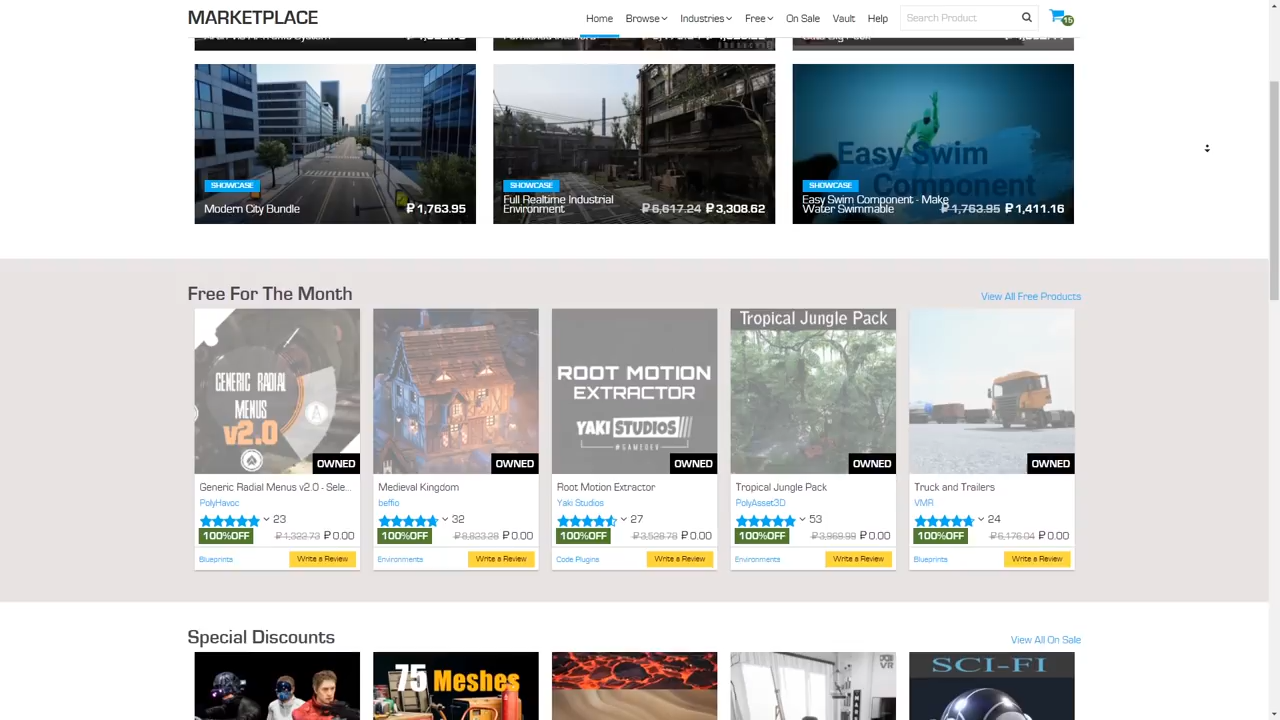 MARKETPLACE
Home Browse Industries Free On Sale Vault Help Search Product 15
SHOWCASE
Modern City Bundle ₽1,763.95
SHOWCASE
Full Realtime Industrial
Environment ₽6,617.24 ₽3,308.62
Easy Swim
Component
SHOWCASE
Easy Swim Component - Make
Water Swimmable ₽1,763.95 ₽1,411.16
Free For The Month View All Free Products
GENERIC RADIAL
MENUS
v2.0
A
OWNED
Generic Radial Menus v2.0 - Sele...
PolyHavoc
23
100%OFF ₽1,322.73 ₽0.00
Blueprints Write a Review
OWNED
Medieval Kingdom
beffio
32
100%OFF ₽8,823.28 ₽0.00
Environments Write a Review
ROOT MOTION
EXTRACTOR
YAKI STUDIOS
#GAMEDEV
OWNED
Root Motion Extractor
Yaki Studios
27
100%OFF ₽3,528.78 ₽0.00
Code Plugins Write a Review
Tropical Jungle Pack
OWNED
Tropical Jungle Pack
PolyAsset3D
53
100%OFF ₽3,969.99 ₽0.00
Environments Write a Review
OWNED
Truck and Trailers
VMR
24
100%OFF ₽6,176.04 ₽0.00
Blueprints Write a Review
Special Discounts View All On Sale
75 Meshes
VR
SCI-FI